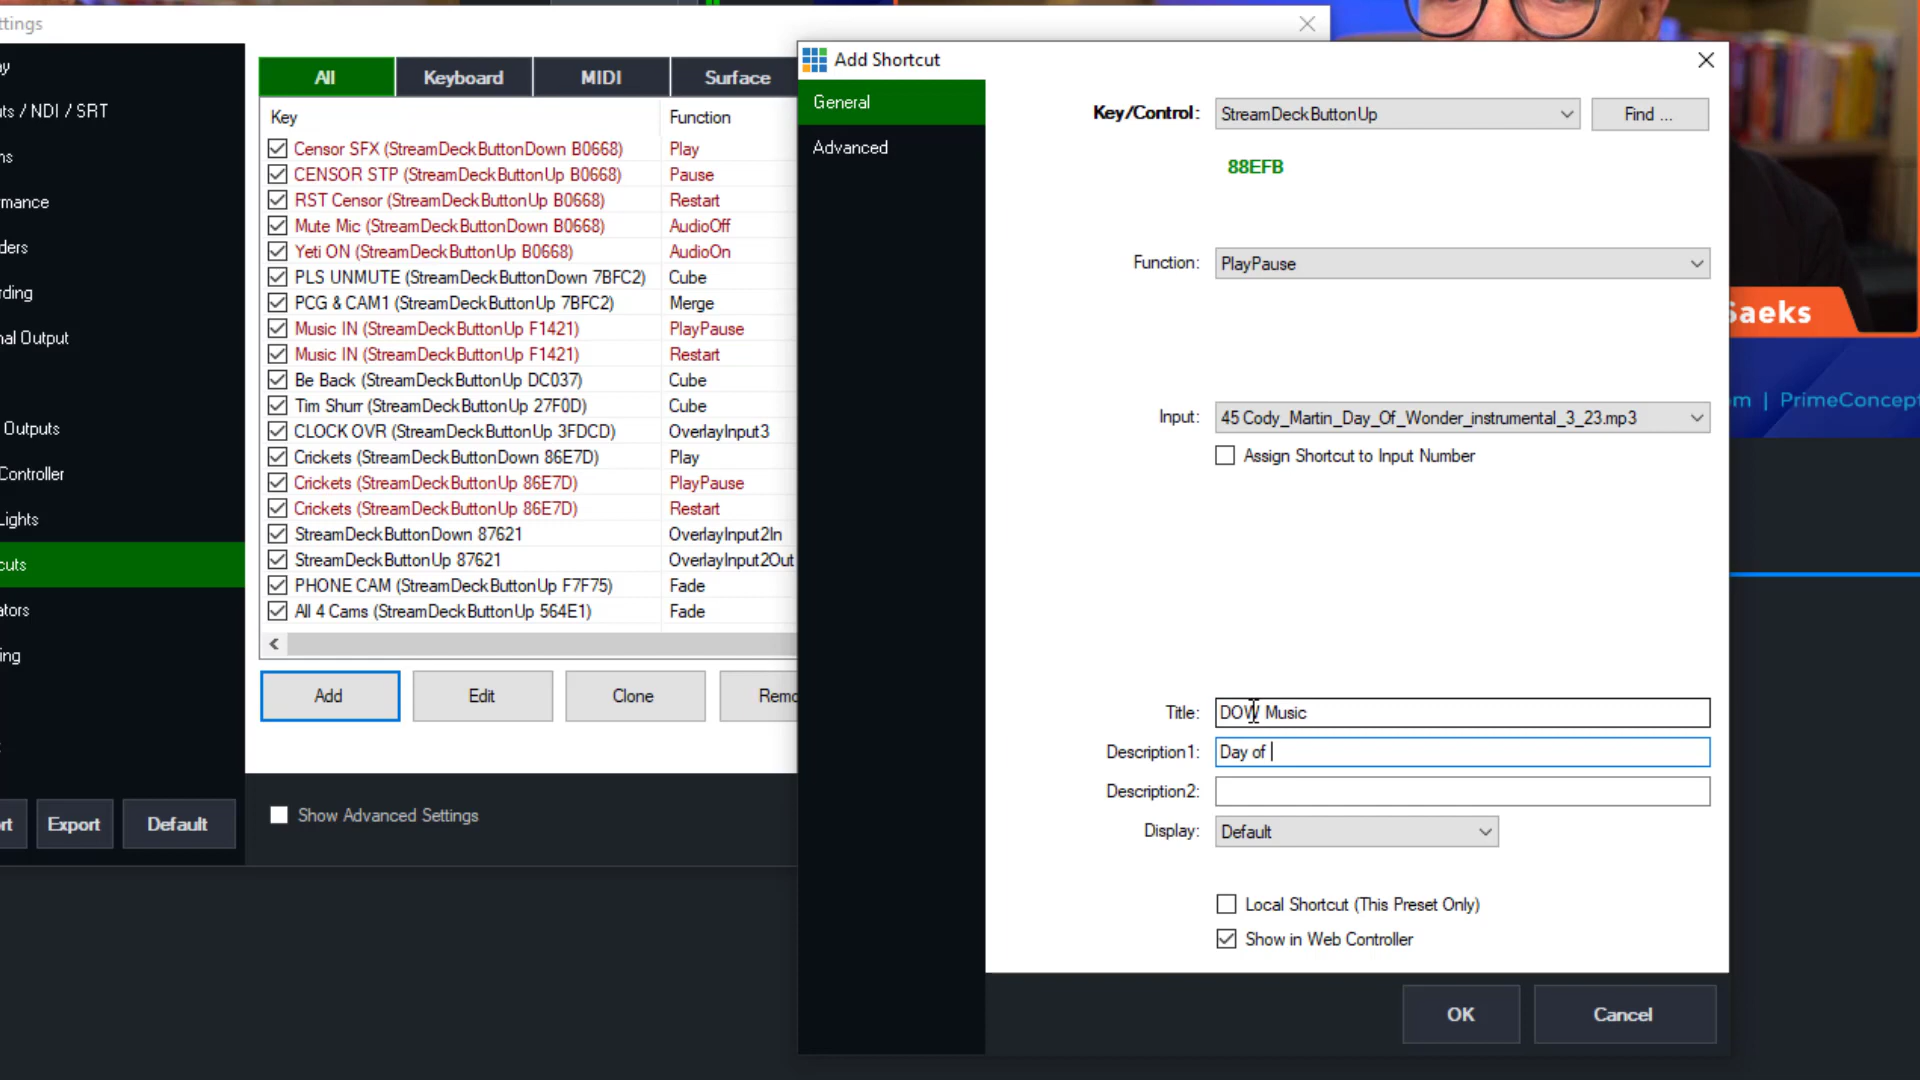 ttings
ay
uts / NDI / SRT
ns
rmance
ders
rding
nal Output
Outputs
Controller
Lights
cuts
ators
ing
rt
Export
Default
All
Keyboard
MIDI
Surface
Key
Function
Censor SFX (StreamDeckButtonDown B0668)
Play
CENSOR STP (StreamDeckButtonUp B0668)
Pause
RST Censor (StreamDeckButtonUp B0668)
Restart
Mute Mic (StreamDeckButtonDown B0668)
AudioOff
Yeti ON (StreamDeckButtonUp B0668)
AudioOn
PLS UNMUTE (StreamDeckButtonDown 7BFC2)
Cube
PCG & CAM1 (StreamDeckButtonUp 7BFC2)
Merge
Music IN (StreamDeckButtonUp F1421)
PlayPause
Music IN (StreamDeckButtonUp F1421)
Restart
Be Back (StreamDeckButtonUp DC037)
Cube
Tim Shurr (StreamDeckButtonUp 27F0D)
Cube
CLOCK OVR (StreamDeckButtonUp 3FDCD)
OverlayInput3
Crickets (StreamDeckButtonDown 86E7D)
Play
Crickets (StreamDeckButtonUp 86E7D)
PlayPause
Crickets (StreamDeckButtonUp 86E7D)
Restart
StreamDeckButtonDown 87621
OverlayInput2In
StreamDeckButtonUp 87621
OverlayInput2Out
PHONE CAM (StreamDeckButtonUp F7F75)
Fade
All 4 Cams (StreamDeckButtonUp 564E1)
Fade
Add
Edit
Clone
Remo
Show Advanced Settings
Add Shortcut
General
Advanced
Key/Control:
StreamDeckButtonUp
Find ...
88EFB
Function:
PlayPause
Input:
45 Cody_Martin_Day_Of_Wonder_instrumental_3_23.mp3
Assign Shortcut to Input Number
Title:
DOW Music
Description1:
Day of
Description2:
Display:
Default
Local Shortcut (This Preset Only)
Show in Web Controller
OK
Cancel
Saeks
om | PrimeConcept